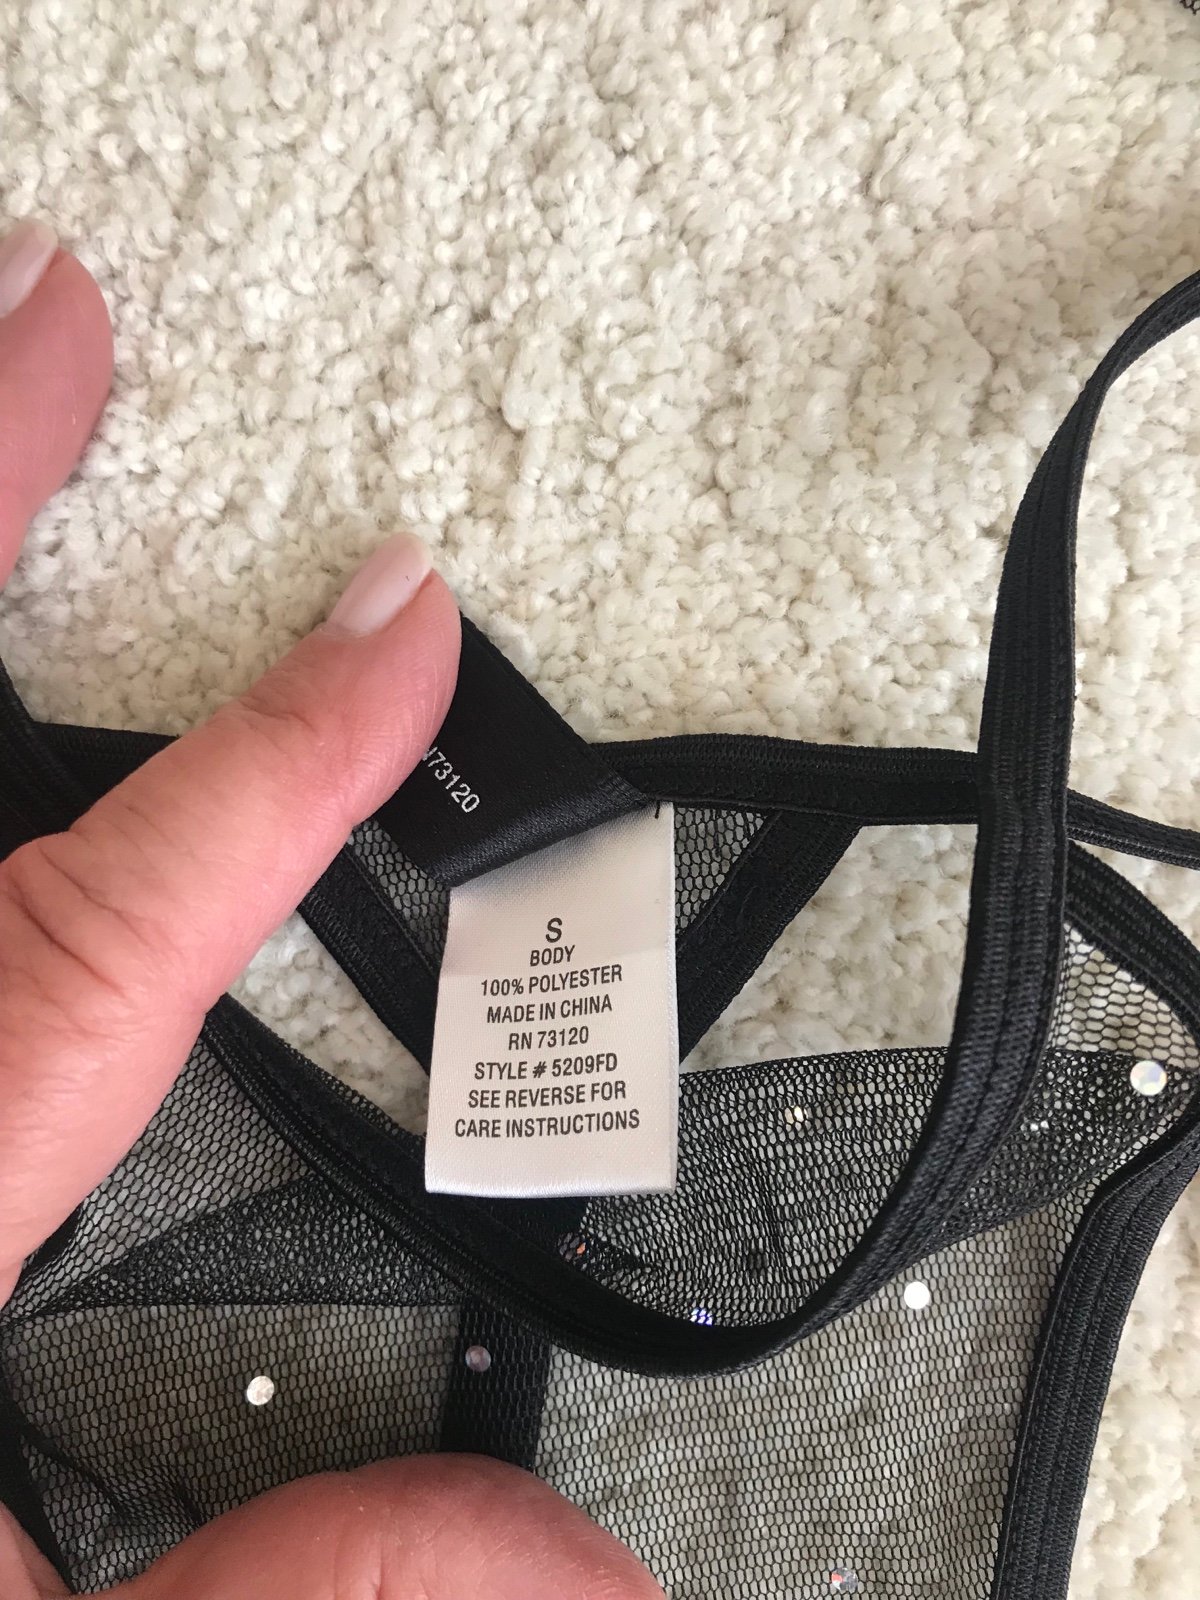 73120
S
BODY
100% POLYESTER
MADE IN CHINA
RN 73120
STYLE # 5209FD
SEE REVERSE FOR
CARE INSTRUCTIONS